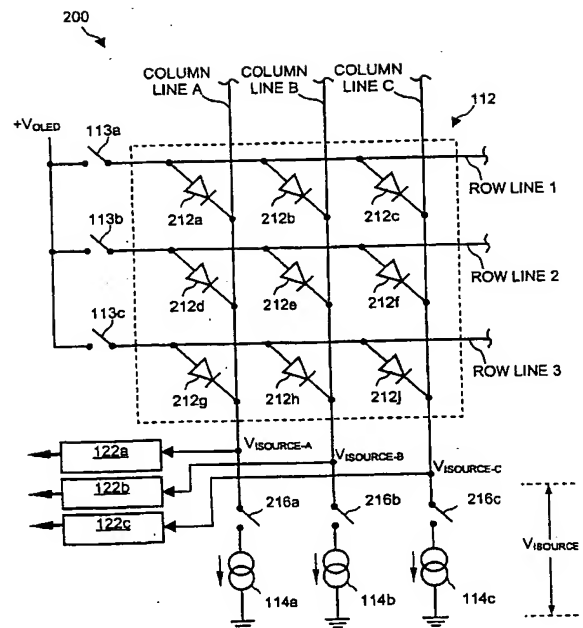 200
COLUMN LINE A
COLUMN LINE B
COLUMN LINE C
+VOLED
113a
112
ROW LINE 1
212a
212b
212c
113b
ROW LINE 2
212d
212e
212f
113c
ROW LINE 3
212g
212h
212j
122a
VISOURCE-A
122b
VISOURCE-B
122c
VISOURCE-C
216a
216b
216c
VISOURCE
114a
114b
114c